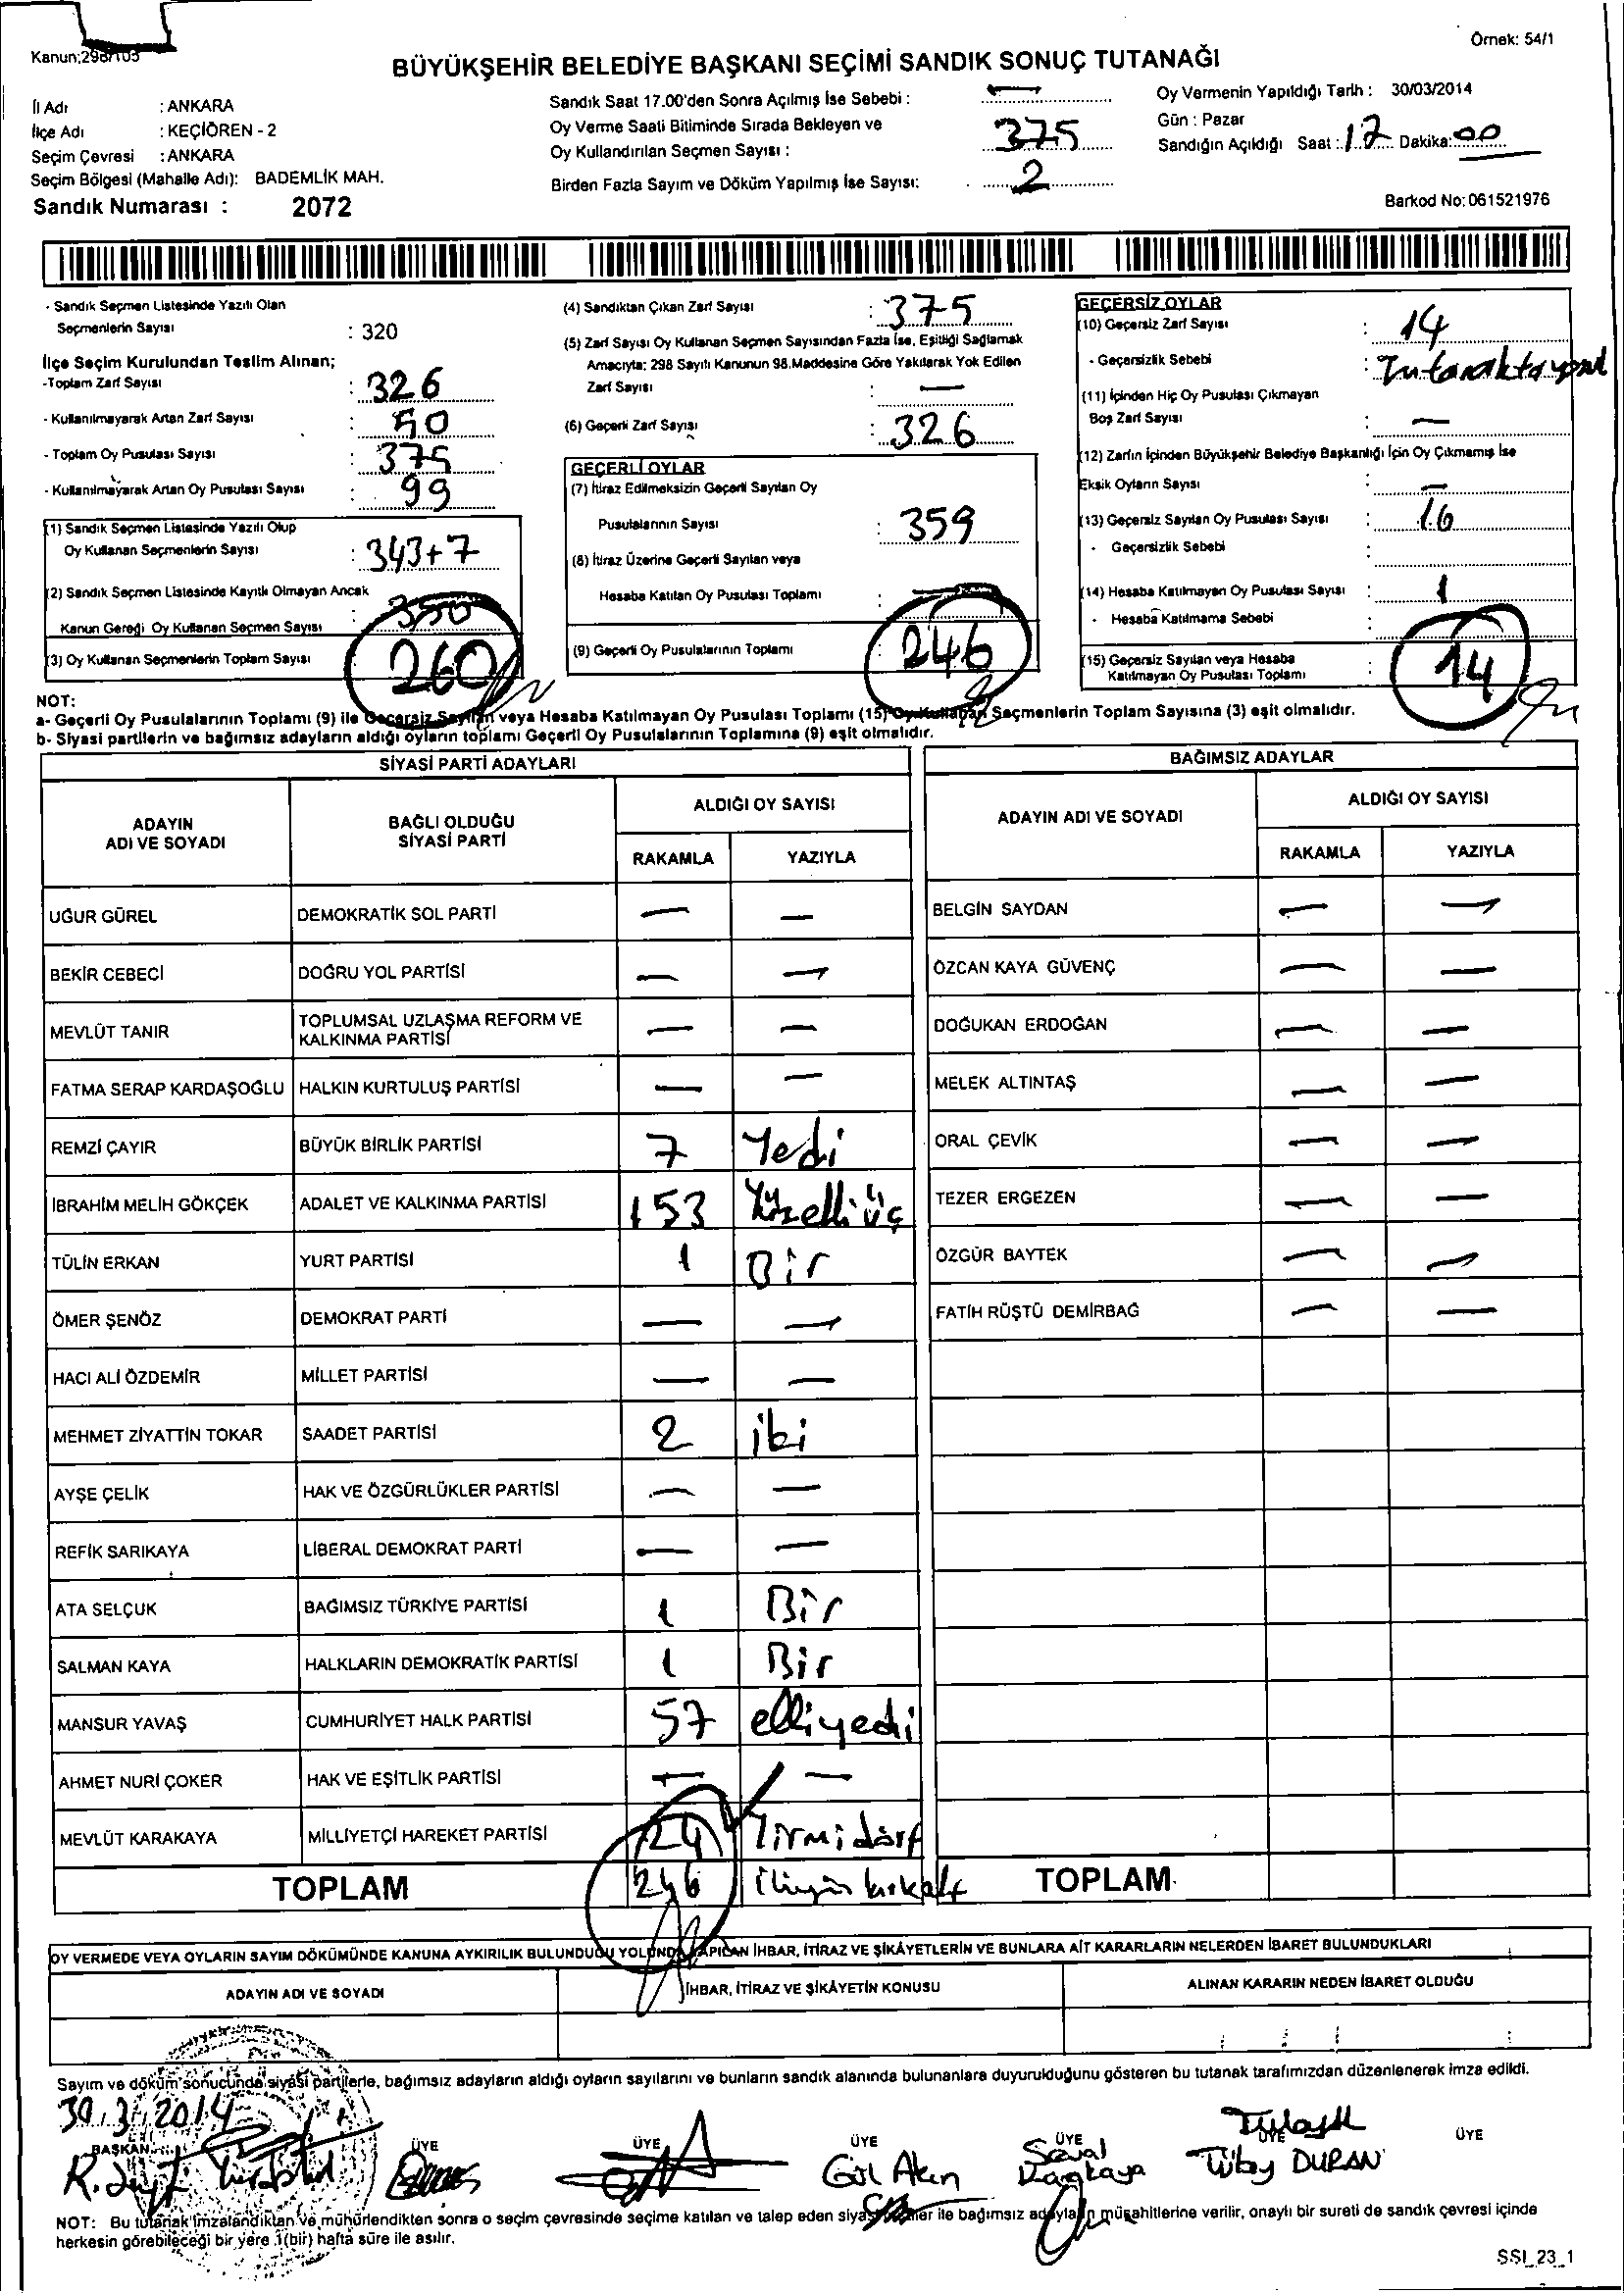 Kanun;298/103
Örnek: 54/1
BÜYÜKŞEHİR BELEDİYE BAŞKANI SEÇİMİ SANDIK SONUÇ TUTANAĞI
İl Adı : ANKARA
İlçe Adı : KEÇİÖREN - 2
Seçim Çevresi : ANKARA
Seçim Bölgesi (Mahalle Adı): BADEMLİK MAH.
Sandık Numarası : 2072
Sandık Saat 17.00'den Sonra Açılmış İse Sebebi : —
Oy Verme Saati Bitiminde Sırada Bekleyen ve
Oy Kullandırılan Seçmen Sayısı : 375
Birden Fazla Sayım ve Döküm Yapılmış İse Sayısı: 2
Oy Vermenin Yapıldığı Tarih : 30/03/2014
Gün : Pazar
Sandığın Açıldığı Saat : 17 Dakika: 00
Barkod No: 061521976
- Sandık Seçmen Listesinde Yazılı Olan
Seçmenlerin Sayısı : 320
İlçe Seçim Kurulundan Teslim Alınan;
-Toplam Zarf Sayısı : 326
- Kullanılmayarak Artan Zarf Sayısı : 50
- Toplam Oy Pusulası Sayısı : 375
- Kullanılmayarak Artan Oy Pusulası Sayısı : 99
(1) Sandık Seçmen Listesinde Yazılı Olup
Oy Kullanan Seçmenlerin Sayısı : 343+7
(2) Sandık Seçmen Listesinde Kayıtlı Olmayan Ancak
Kanun Gereği Oy Kullanan Seçmen Sayısı : 350
(3) Oy Kullanan Seçmenlerin Toplam Sayısı : 260
(4) Sandıktan Çıkan Zarf Sayısı : 375
(5) Zarf Sayısı Oy Kullanan Seçmen Sayısından Fazla İse, Eşitliği Sağlamak
Amacıyla: 298 Sayılı Kanunun 98.Maddesine Göre Yakılarak Yok Edilen
Zarf Sayısı : —
(6) Geçerli Zarf Sayısı : 326
GEÇERLİ OYLAR
(7) İtiraz Edilmeksizin Geçerli Sayılan Oy
Pusulalarının Sayısı : 359
(8) İtiraz Üzerine Geçerli Sayılan veya
Hesaba Katılan Oy Pusulası Toplamı : —
(9) Geçerli Oy Pusulalarının Toplamı 246
GEÇERSİZ OYLAR
(10) Geçersiz Zarf Sayısı : 14
- Geçersizlik Sebebi :
(11) İçinden Hiç Oy Pusulası Çıkmayan
Boş Zarf Sayısı : —
(12) Zarfın İçinden Büyükşehir Belediye Başkanlığı İçin Oy Çıkmamış İse
Eksik Oyların Sayısı : —
(13) Geçersiz Sayılan Oy Pusulası Sayısı : 16
- Geçersizlik Sebebi :
(14) Hesaba Katılmayan Oy Pusulası Sayısı : 1
- Hesaba Katılmama Sebebi :
(15) Geçersiz Sayılan veya Hesaba
Katılmayan Oy Pusulası Toplamı : 14
NOT:
a- Geçerli Oy Pusulalarının Toplamı (9) ile Geçersiz Sayılan veya Hesaba Katılmayan Oy Pusulası Toplamı (15) Oy Kullanan Seçmenlerin Toplam Sayısına (3) eşit olmalıdır.
b- Siyasi partilerin ve bağımsız adayların aldığı oyların toplamı Geçerli Oy Pusulalarının Toplamına (9) eşit olmalıdır.
SİYASİ PARTİ ADAYLARI
ADAYIN ADI VE SOYADI
BAĞLI OLDUĞU SİYASİ PARTİ
ALDIĞI OY SAYISI
RAKAMLA YAZIYLA
UĞUR GÜREL DEMOKRATİK SOL PARTİ — —
BEKİR CEBECİ DOĞRU YOL PARTİSİ — —
MEVLÜT TANIR TOPLUMSAL UZLAŞMA REFORM VE KALKINMA PARTİSİ — —
FATMA SERAP KARDAŞOĞLU HALKIN KURTULUŞ PARTİSİ — —
REMZİ ÇAYIR BÜYÜK BİRLİK PARTİSİ 7 Yedi
İBRAHİM MELİH GÖKÇEK ADALET VE KALKINMA PARTİSİ 153 Yüzelliüç
TÜLİN ERKAN YURT PARTİSİ 1 Bir
ÖMER ŞENÖZ DEMOKRAT PARTİ — —
HACI ALİ ÖZDEMİR MİLLET PARTİSİ — —
MEHMET ZİYATTİN TOKAR SAADET PARTİSİ 2 iki
AYŞE ÇELİK HAK VE ÖZGÜRLÜKLER PARTİSİ — —
REFİK SARIKAYA LİBERAL DEMOKRAT PARTİ — —
ATA SELÇUK BAĞIMSIZ TÜRKİYE PARTİSİ 1 Bir
SALMAN KAYA HALKLARIN DEMOKRATİK PARTİSİ 1 Bir
MANSUR YAVAŞ CUMHURİYET HALK PARTİSİ 57 elliyedi
AHMET NURİ ÇOKER HAK VE EŞİTLİK PARTİSİ — —
MEVLÜT KARAKAYA MİLLİYETÇİ HAREKET PARTİSİ 24 Yirmidört
TOPLAM 246
BAĞIMSIZ ADAYLAR
ADAYIN ADI VE SOYADI
ALDIĞI OY SAYISI
RAKAMLA YAZIYLA
BELGİN SAYDAN — —
ÖZCAN KAYA GÜVENÇ — —
DOĞUKAN ERDOĞAN — —
MELEK ALTINTAŞ — —
ORAL ÇEVİK — —
TEZER ERGEZEN — —
ÖZGÜR BAYTEK — —
FATİH RÜŞTÜ DEMİRBAĞ — —
TOPLAM
OY VERMEDE VEYA OYLARIN SAYIM DÖKÜMÜNDE KANUNA AYKIRILIK BULUNDUĞU YOLUNDA YAPILAN İHBAR, İTİRAZ VE ŞİKÂYETLERİN VE BUNLARA AİT KARARLARIN NELERDEN İBARET BULUNDUKLARI
ADAYIN ADI VE SOYADI
İHBAR, İTİRAZ VE ŞİKÂYETİN KONUSU
ALINAN KARARIN NEDEN İBARET OLDUĞU
Sayım ve döküm sonucunda siyasi partilerle, bağımsız adayların aldığı oyların sayılarını ve bunların sandık alanında bulunanlara duyurulduğunu gösteren bu tutanak tarafımızdan düzenlenerek imza edildi.
30/3/2014
BAŞKAN ÜYE ÜYE ÜYE ÜYE ÜYE ÜYE
Gül Akın
Tülay DURAN
NOT: Bu tutanak imzalandıktan ve mühürlendikten sonra o seçim çevresinde seçime katılan ve talep eden siyasi partiler ile bağımsız adayların müşahitlerine verilir, onaylı bir sureti de sandık çevresi içinde
herkesin görebileceği bir yere 1(bir) hafta süre ile asılır.
SSI_23_1